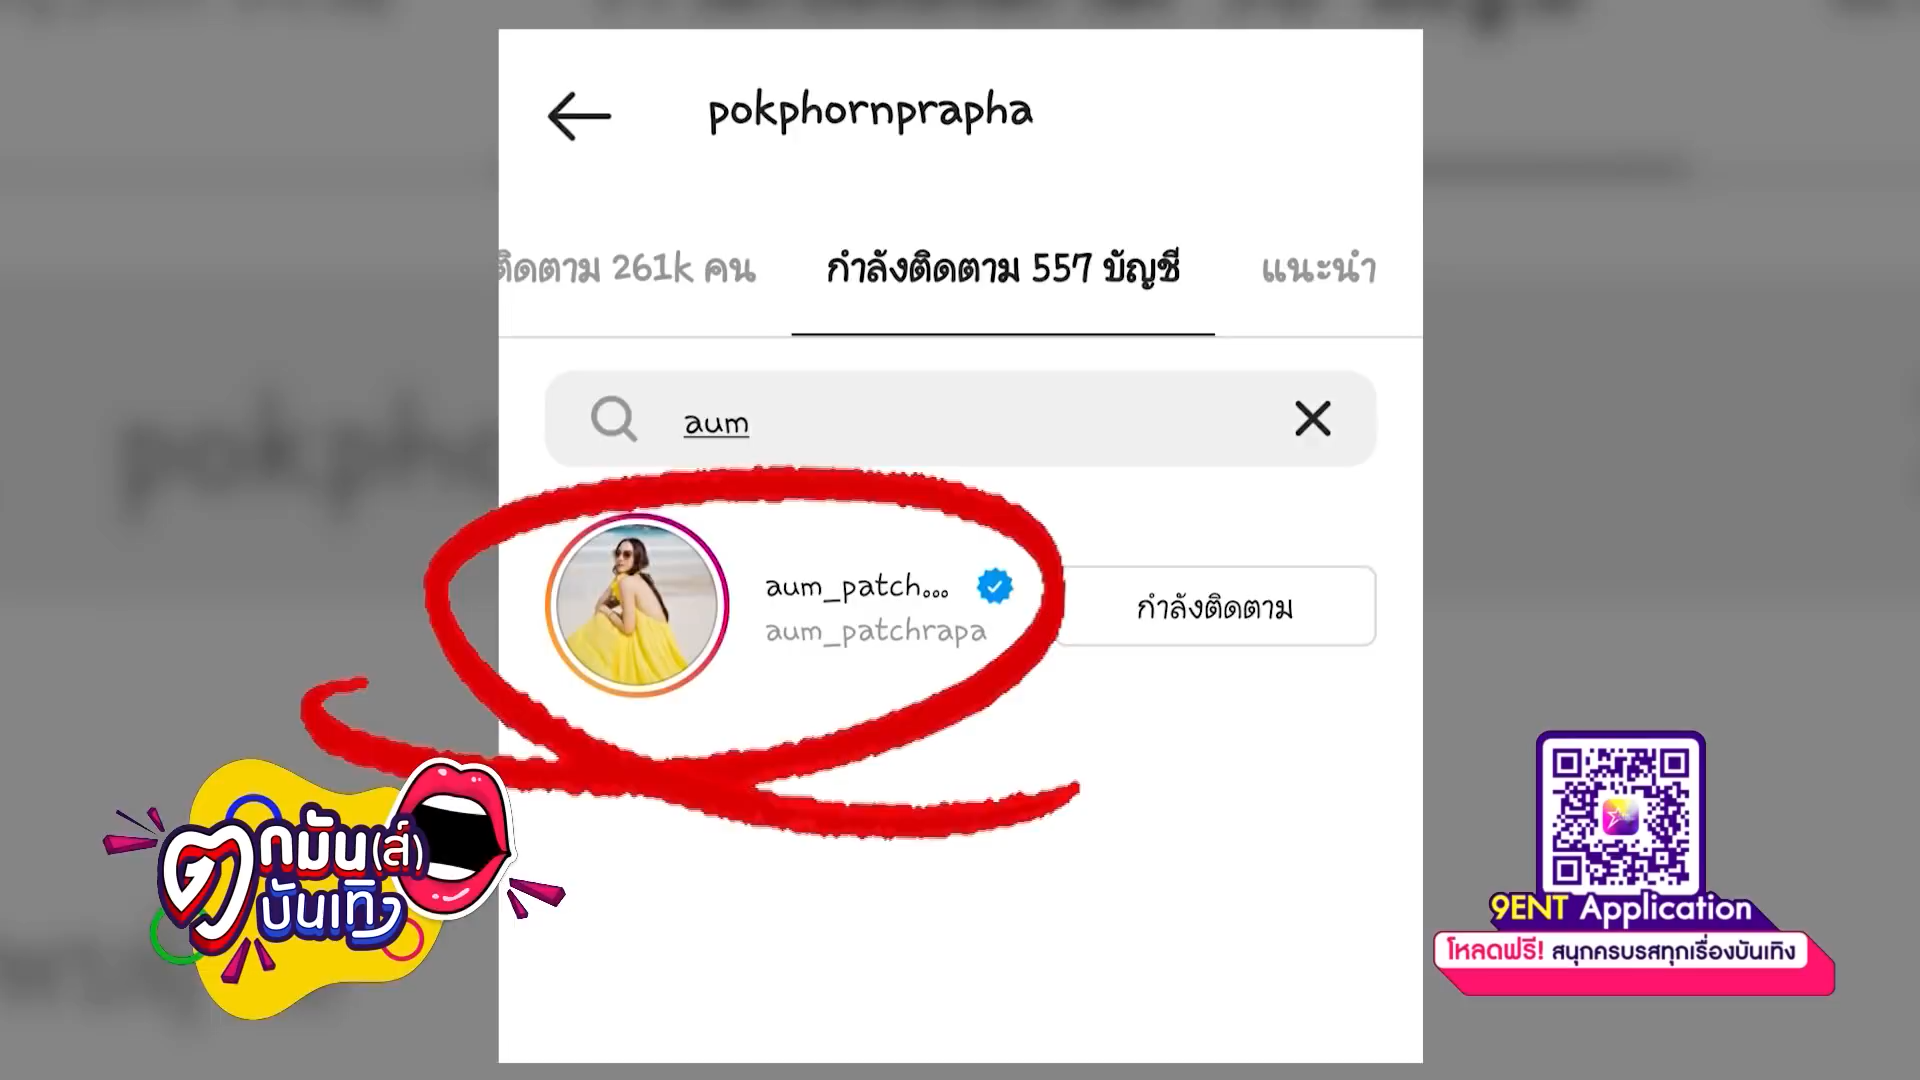 pokphornprapha
ติดตาม 261k คน
กำลังติดตาม 557 บัญชี
แนะนำ
aum
aum_patch...
aum_patchrapa
กำลังติดตาม
ตกมัน(ส์)
บันเทิง
9ENT Application
โหลดฟรี! สนุกครบรสทุกเรื่องบันเทิง